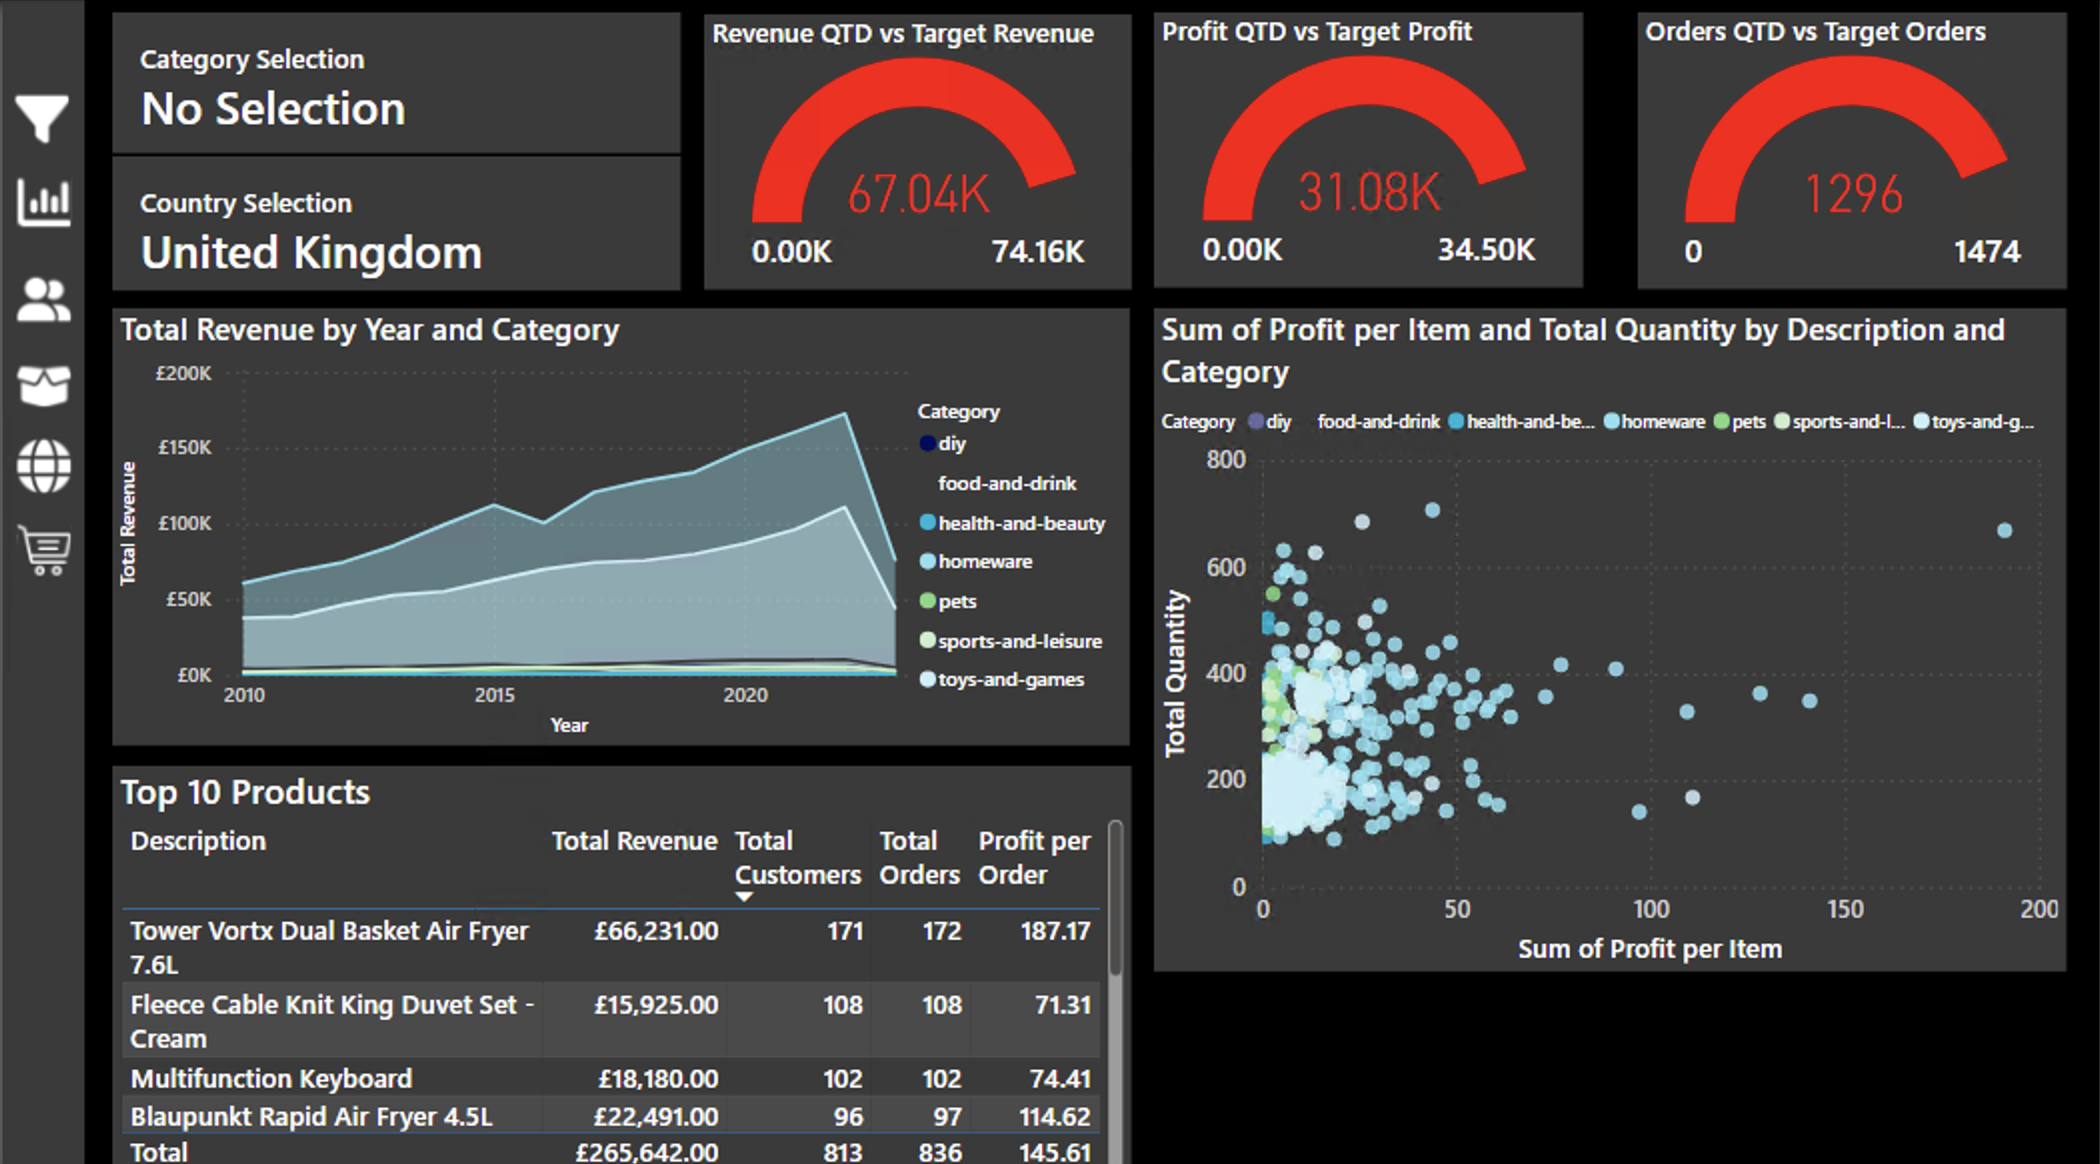 Category Selection
No Selection
Country Selection
United Kingdom
Revenue QTD vs Target Revenue
67.04K
0.00K
74.16K
Profit QTD vs Target Profit
31.08K
0.00K
34.50K
Orders QTD vs Target Orders
1296
0
1474
Total Revenue by Year and Category
Total Revenue
£200K
£150K
£100K
£50K
£0K
2010 2015 2020
Year
Category
diy
food-and-drink
health-and-beauty
homeware
pets
sports-and-leisure
toys-and-games
Sum of Profit per Item and Total Quantity by Description and
Category
Category diy food-and-drink health-and-be... homeware pets sports-and-l... toys-and-g...
Total Quantity
800
600
400
200
0
0 50 100 150 200
Sum of Profit per Item
Top 10 Products
Description Total Revenue Total Customers Total Orders Profit per Order
Tower Vortx Dual Basket Air Fryer £66,231.00 171 172 187.17
7.6L
Fleece Cable Knit King Duvet Set - £15,925.00 108 108 71.31
Cream
Multifunction Keyboard £18,180.00 102 102 74.41
Blaupunkt Rapid Air Fryer 4.5L £22,491.00 96 97 114.62
Total £265,642.00 813 836 145.61